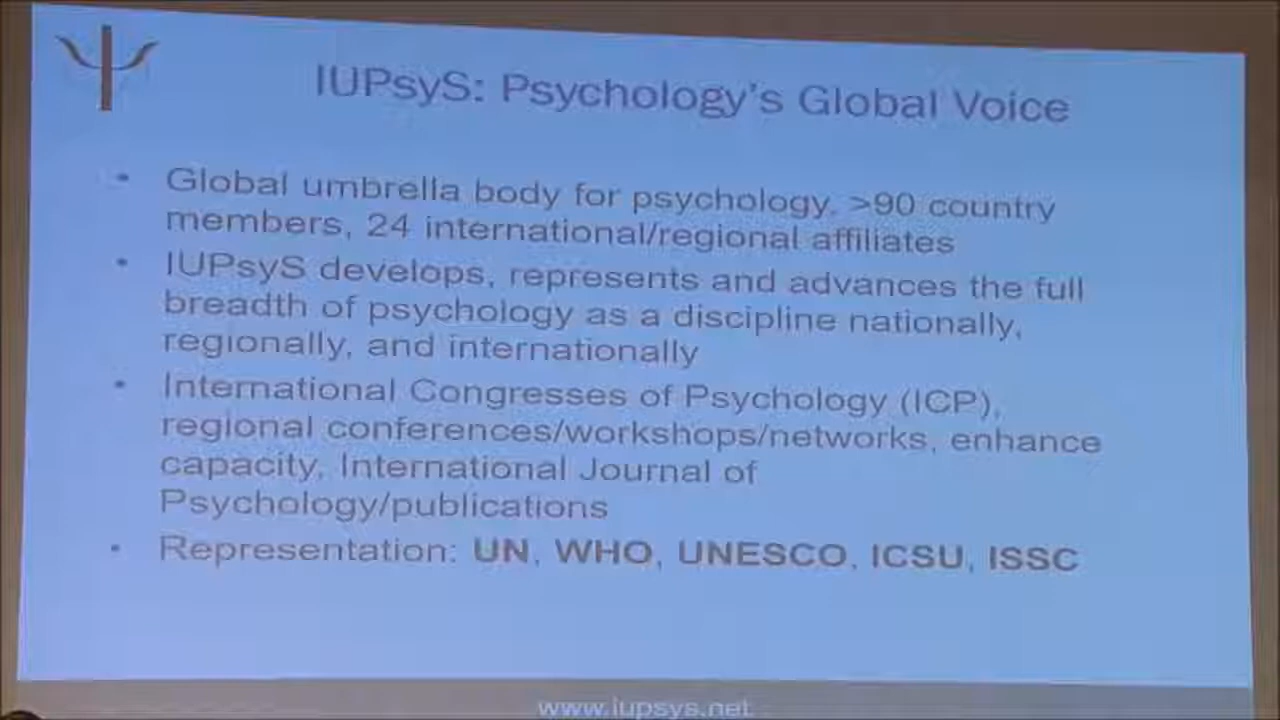 IUPsyS: Psychology's Global Voice
• Global umbrella body for psychology, >90 country
members, 24 international/regional affiliates
• IUPsyS develops, represents and advances the full
breadth of psychology as a discipline nationally,
regionally, and internationally
• International Congresses of Psychology (ICP),
regional conferences/workshops/networks, enhance
capacity, International Journal of
Psychology/publications
• Representation: UN, WHO, UNESCO, ICSU, ISSC
www.iupsys.net